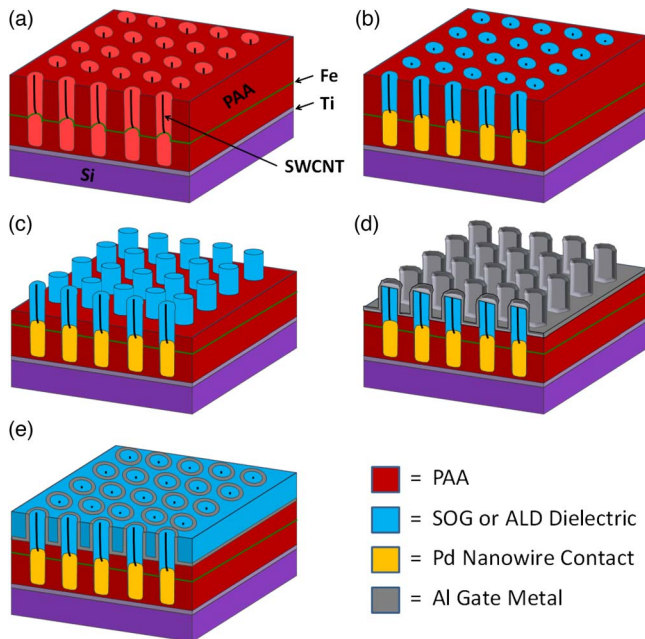 (a)
(b)
PAA
Fe
Ti
SWCNT
Si
(c)
(d)
(e)
= PAA
= SOG or ALD Dielectric
= Pd Nanowire Contact
= Al Gate Metal